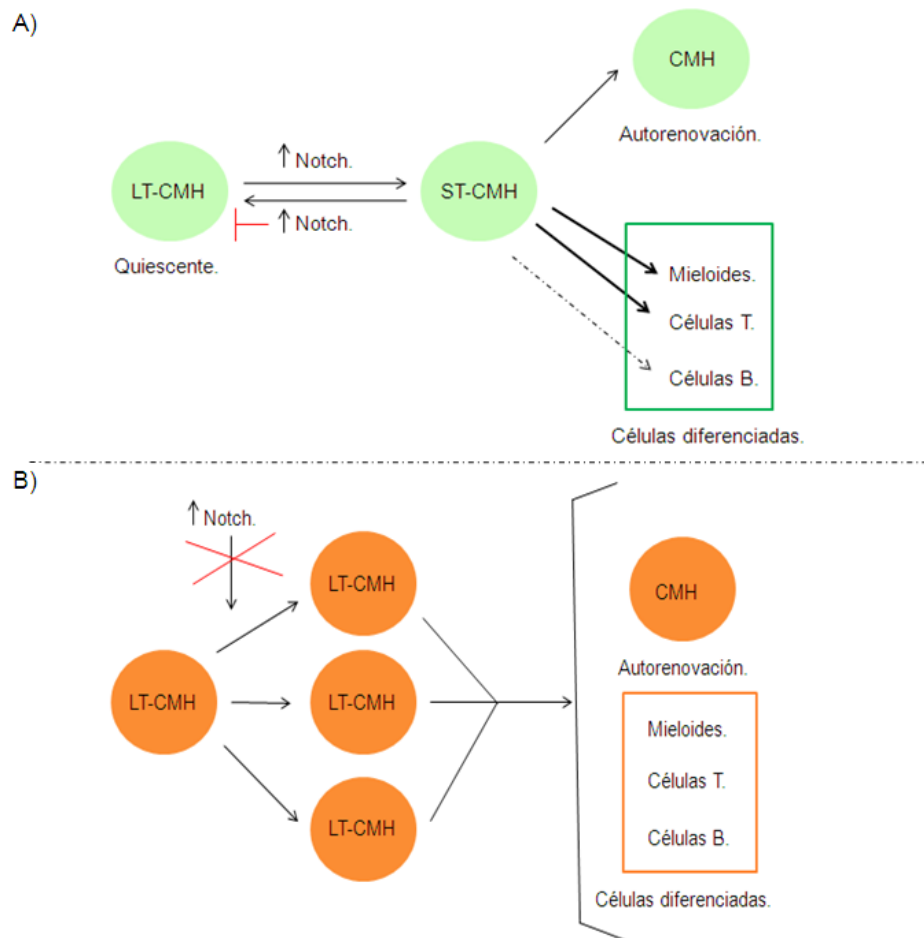 A)
CMH
Autorenovación.
↑ Notch.
LT-CMH
ST-CMH
↑ Notch.
Quiescente.
Mieloides.
Células T.
Células B.
Células diferenciadas.
B)
↑ Notch.
LT-CMH
CMH
Autorenovación.
LT-CMH
LT-CMH
Mieloides.
Células T.
LT-CMH
Células B.
Células diferenciadas.